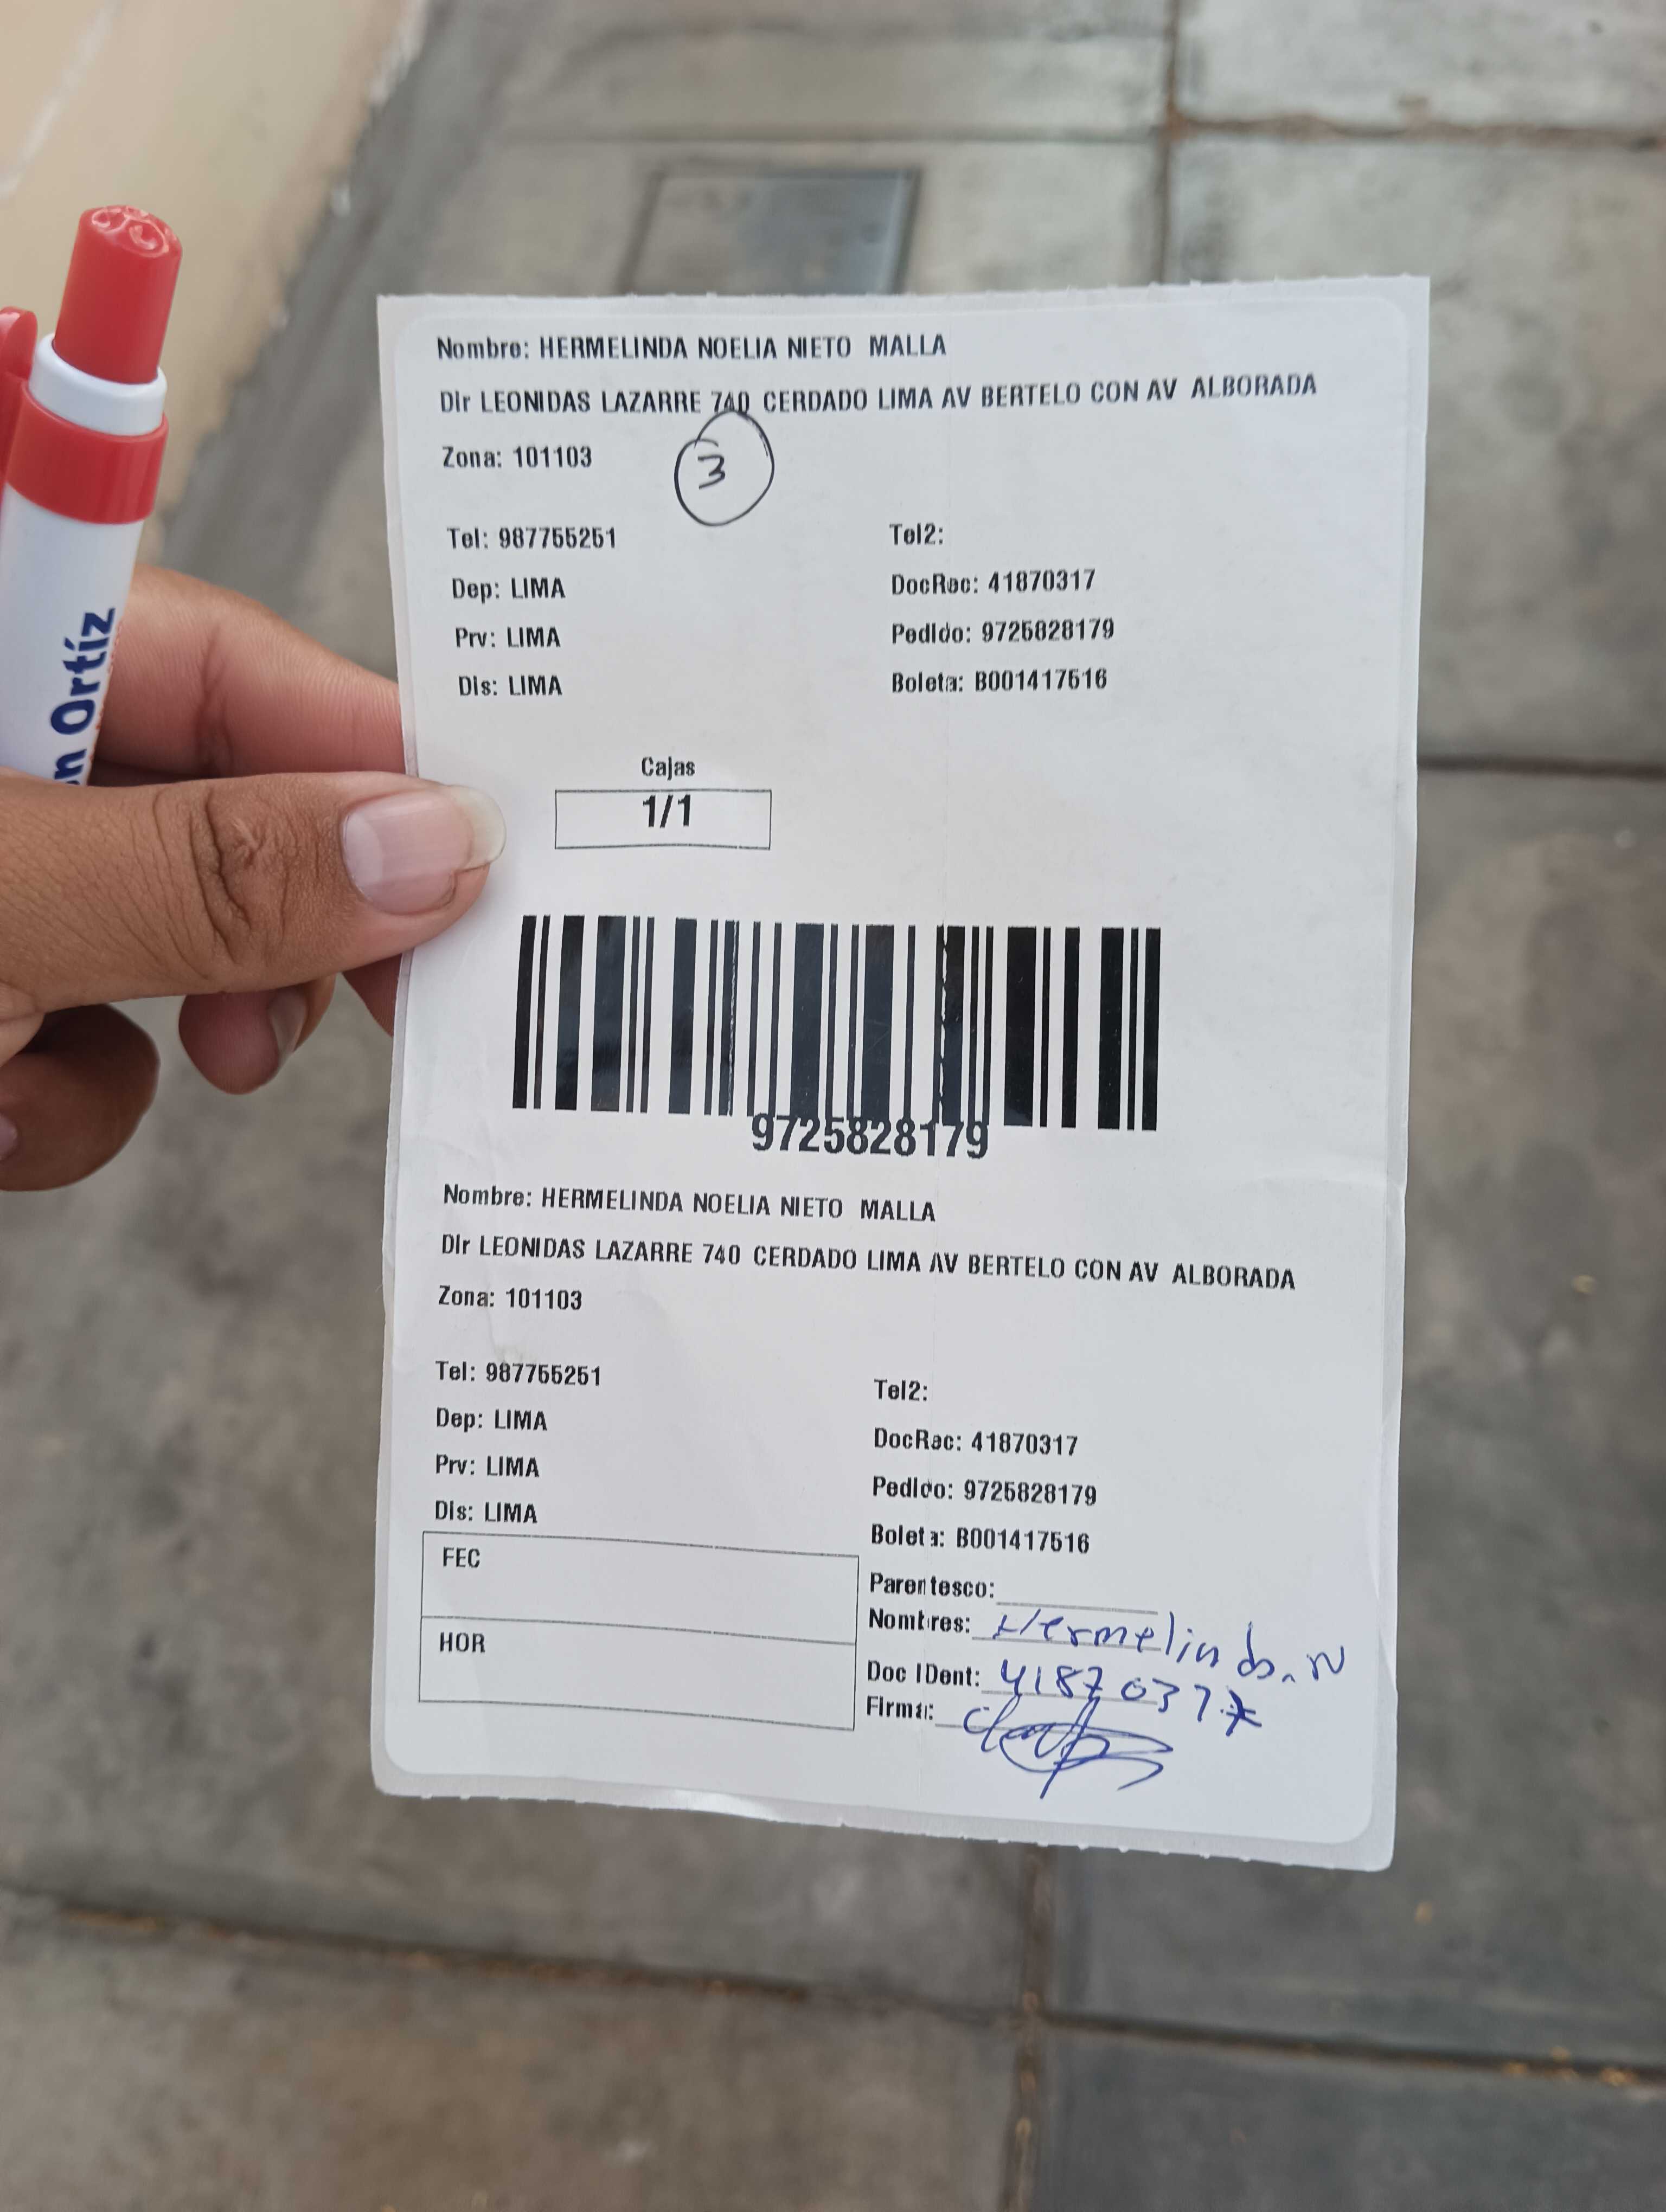 n Ortíz
Nombre: HERMELINDA NOELIA NIETO MALLA
Dir LEONIDAS LAZARRE 740 CERDADO LIMA AV BERTELO CON AV ALBORADA
Zona: 101103
3
Tel: 987755251 Tel2:
Dep: LIMA DocRec: 41870317
Prv: LIMA Pedido: 9725828179
Dis: LIMA Boleta: B001417516
Cajas
1/1
9725828179
Nombre: HERMELINDA NOELIA NIETO MALLA
Dir LEONIDAS LAZARRE 740 CERDADO LIMA AV BERTELO CON AV ALBORADA
Zona: 101103
Tel: 987755251 Tel2:
Dep: LIMA DocRec: 41870317
Prv: LIMA Pedido: 9725828179
Dis: LIMA Boleta: B001417516
FEC
HOR
Parentesco:
Nombres: Hermelinda. N
Doc IDent:
Firma: